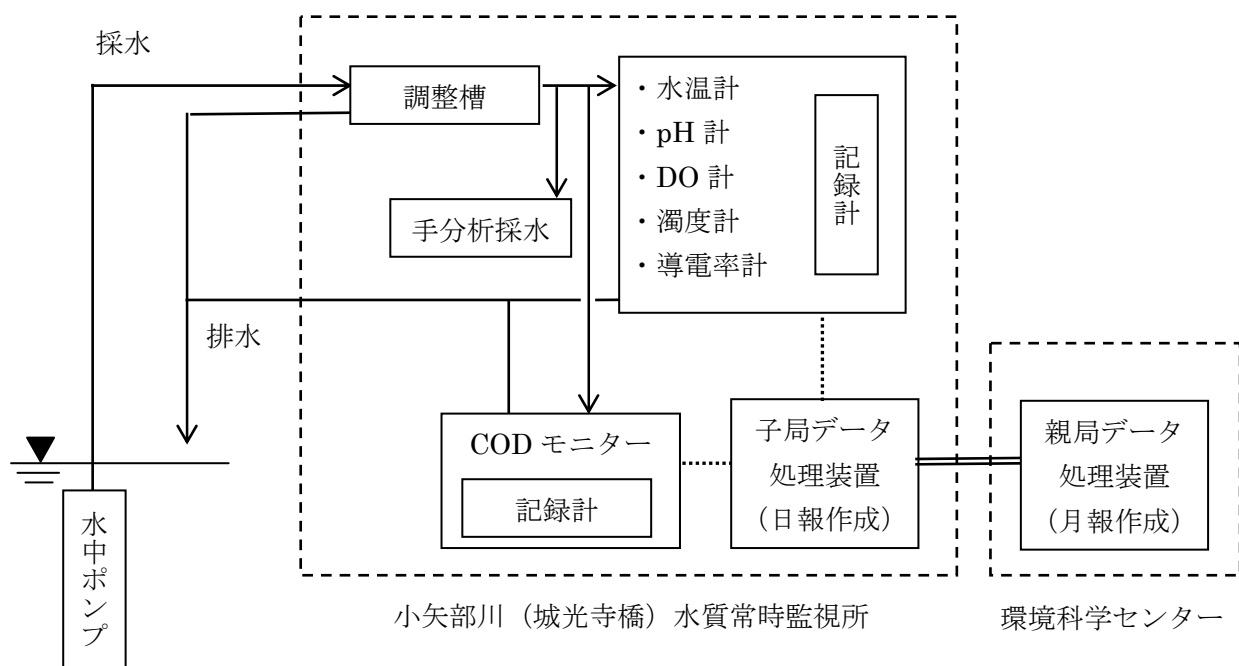 採水
調整槽
・水温計
・pH 計
・DO 計
・濁度計
・導電率計
記録計
手分析採水
排水
COD モニター
記録計
子局データ
処理装置
（日報作成）
親局データ
処理装置
（月報作成）
水中ポンプ
小矢部川（城光寺橋）水質常時監視所
環境科学センター